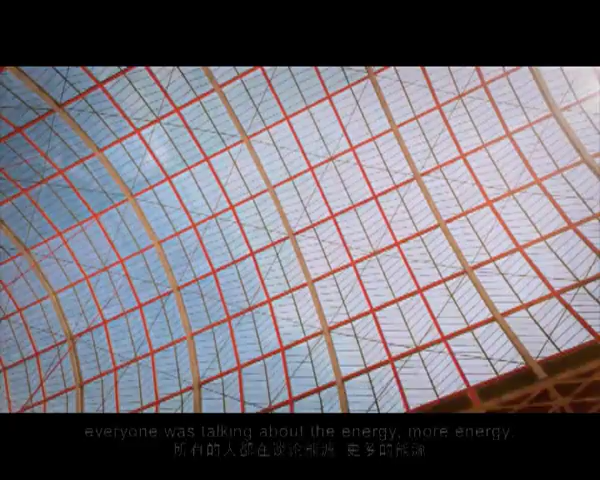 everyone was talking about the energy, more energy.
所有的人都在谈论能源 更多的能源